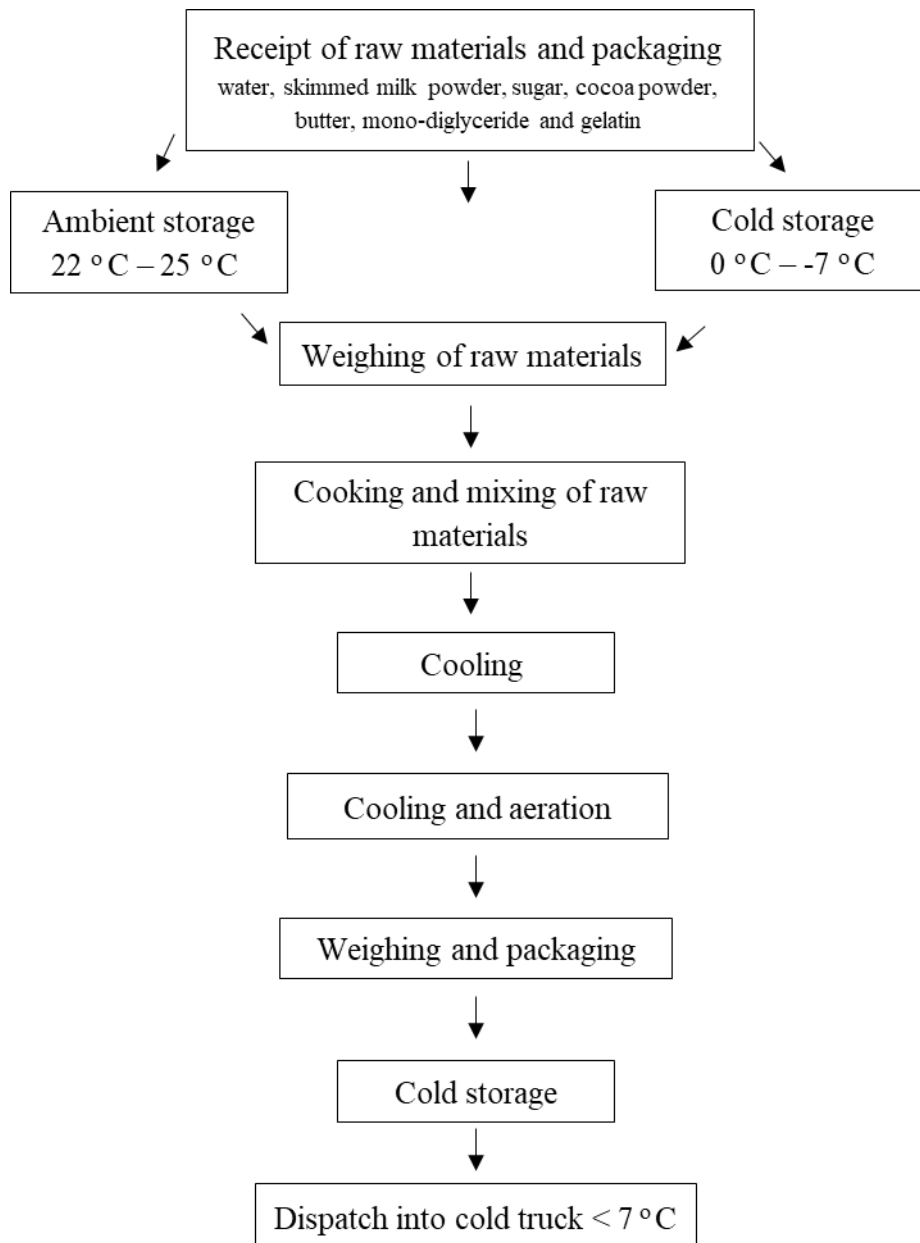 Receipt of raw materials and packaging
water, skimmed milk powder, sugar, cocoa powder,
butter, mono-diglyceride and gelatin
Ambient storage
22 °C – 25 °C
Cold storage
0 °C – -7 °C
Weighing of raw materials
Cooking and mixing of raw
materials
Cooling
Cooling and aeration
Weighing and packaging
Cold storage
Dispatch into cold truck < 7 °C